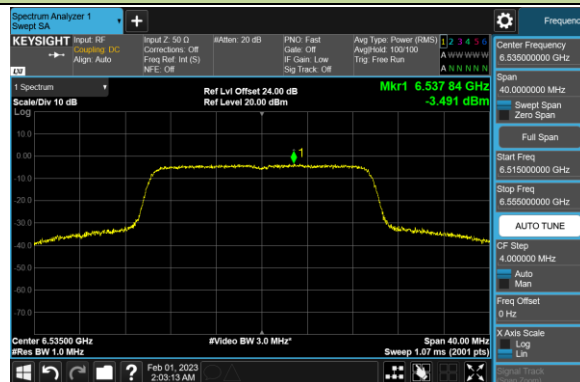 Spectrum Analyzer 1
Swept SA
Frequency
KEYSIGHT
Input: RF
Coupling: DC
Align: Auto
Input Z: 50 Ω
Corrections: Off
Freq Ref: Int (S)
NFE: Off
#Atten: 20 dB
PNO: Fast
Gate: Off
IF Gain: Low
Sig Track: Off
Avg Type: Power (RMS)
Avg|Hold: 100/100
Trig: Free Run
1 2 3 4 5 6
A W W W W W
A N N N N N
LXI
1 Spectrum
Scale/Div 10 dB
Log
Ref Lvl Offset 24.00 dB
Ref Level 20.00 dBm
Mkr1 6.537 84 GHz
-3.491 dBm
10.0
0.00
-10.0
-20.0
-30.0
-40.0
-50.0
-60.0
-70.0
1
Center 6.53500 GHz
#Res BW 1.0 MHz
#Video BW 3.0 MHz*
Span 40.00 MHz
Sweep 1.07 ms (2001 pts)
Center Frequency
6.535000000 GHz
Span
40.0000000 MHz
Swept Span
Zero Span
Full Span
Start Freq
6.515000000 GHz
Stop Freq
6.555000000 GHz
AUTO TUNE
CF Step
4.000000 MHz
Auto
Man
Freq Offset
0 Hz
X Axis Scale
Log
Lin
Signal Track
?
Feb 01, 2023
2:03:13 AM